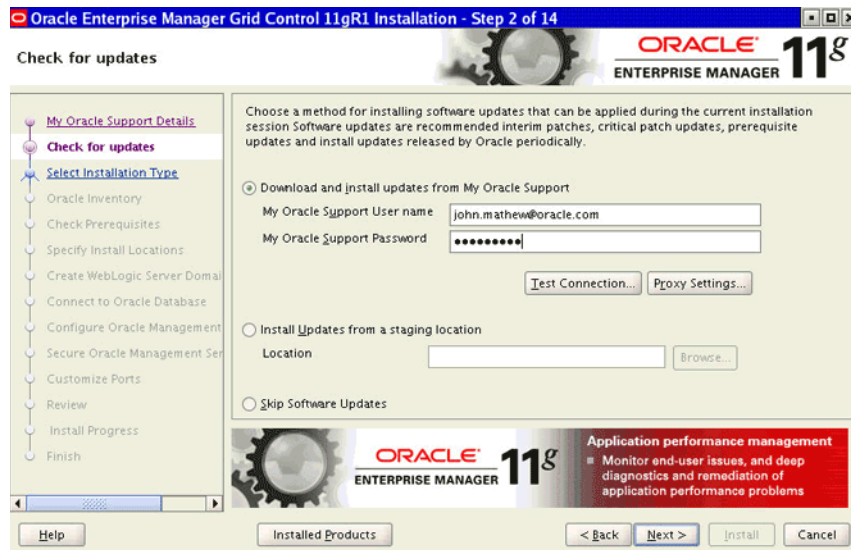 Oracle Enterprise Manager Grid Control 11gR1 Installation - Step 2 of 14
Check for updates
ORACLE
ENTERPRISE MANAGER 11g
My Oracle Support Details
Check for updates
Select Installation Type
Oracle Inventory
Check Prerequisites
Specify Install Locations
Create WebLogic Server Domai
Connect to Oracle Database
Configure Oracle Management
Secure Oracle Management Ser
Customize Ports
Review
Install Progress
Finish
Choose a method for installing software updates that can be applied during the current installation
session Software updates are recommended interim patches, critical patch updates, prerequisite
updates and install updates released by Oracle periodically.
Download and install updates from My Oracle Support
My Oracle Support User name john.mathew@oracle.com
My Oracle Support Password •••••••••
Test Connection... Proxy Settings...
Install Updates from a staging location
Location Browse...
Skip Software Updates
ORACLE
ENTERPRISE MANAGER 11g
Application performance management
Monitor end-user issues, and deep
diagnostics and remediation of
application performance problems
Help Installed Products < Back Next > Install Cancel